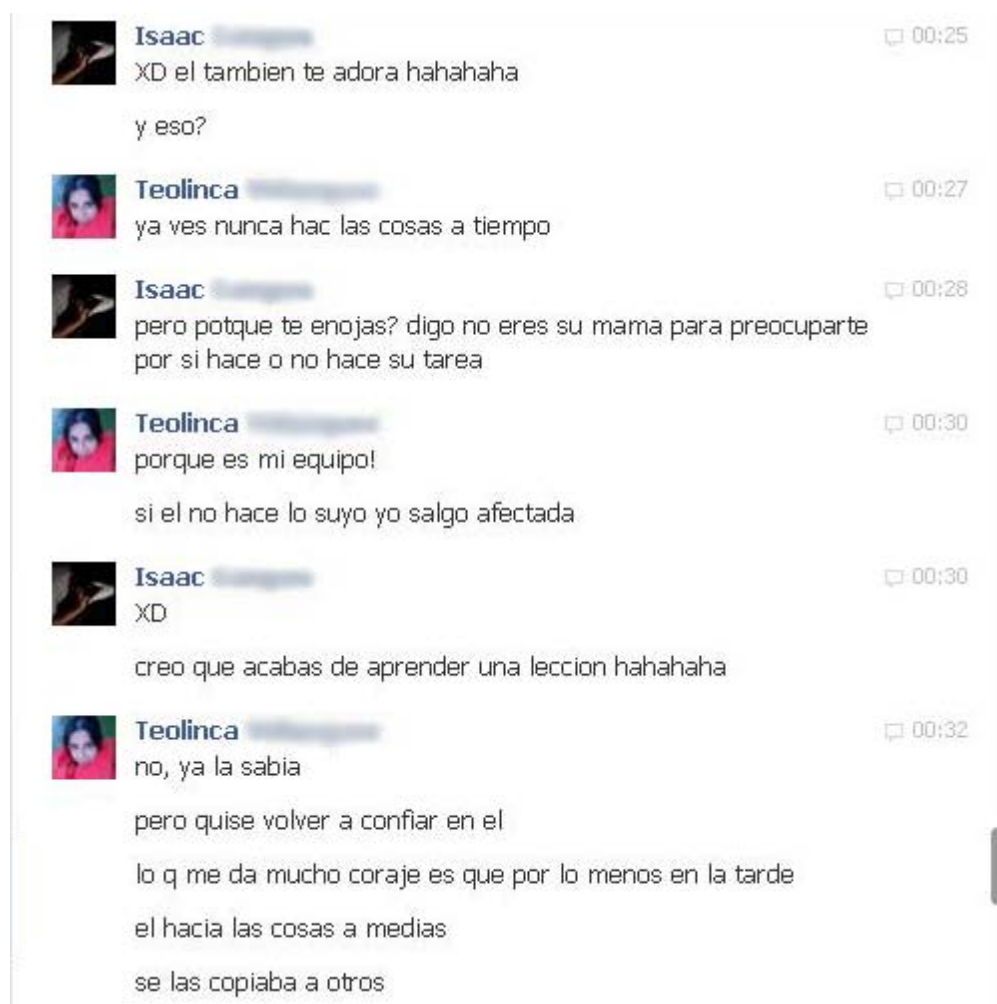 Isaac
00:25
XD el tambien te adora hahahaha
y eso?
Teolinca
00:27
ya ves nunca hac las cosas a tiempo
Isaac
00:28
pero potque te enojas? digo no eres su mama para preocuparte
por si hace o no hace su tarea
Teolinca
00:30
porque es mi equipo!
si el no hace lo suyo yo salgo afectada
Isaac
00:30
XD
creo que acabas de aprender una leccion hahahaha
Teolinca
00:32
no, ya la sabia
pero quise volver a confiar en el
lo q me da mucho coraje es que por lo menos en la tarde
el hacia las cosas a medias
se las copiaba a otros